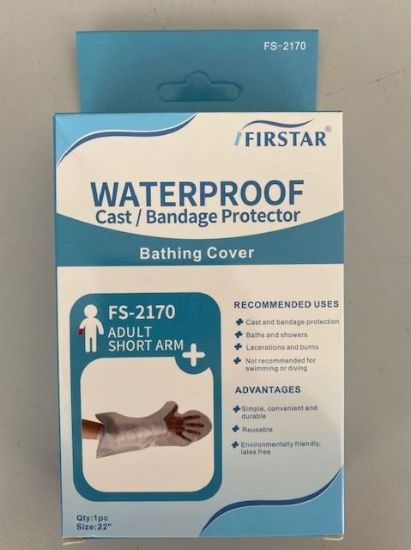 FS-2170
FIRSTAR®
WATERPROOF
Cast / Bandage Protector
Bathing Cover
FS-2170
ADULT
SHORT ARM
RECOMMENDED USES
Cast and bandage protection
Baths and showers
Lacerations and burns
Not recommended for
swimming or diving
ADVANTAGES
Simple, convenient and
durable
Reusable
Environmentally friendly,
latex free
Qty:1pc
Size:22"